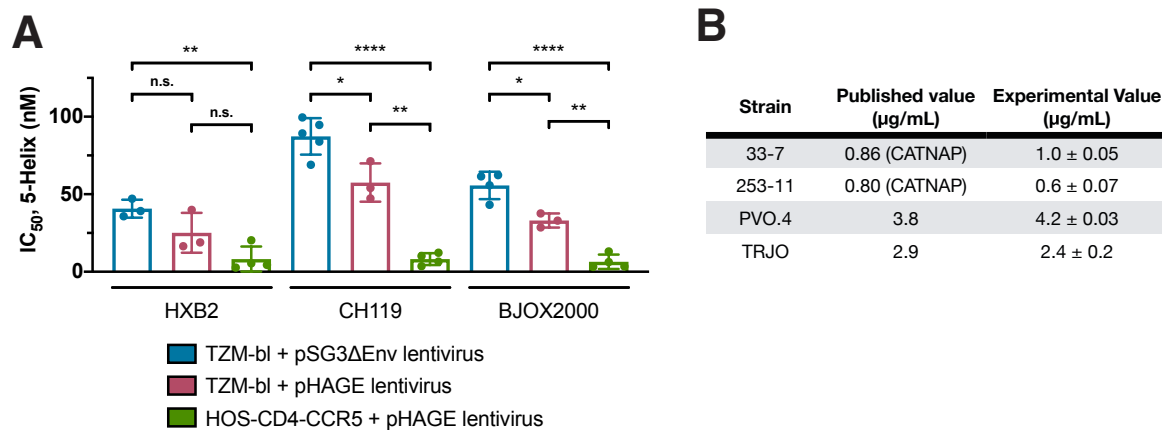 A
B
**
****
****
n.s.
*
*
n.s.
**
**
IC50, 5-Helix (nM)
100
50
0
HXB2
CH119
BJOX2000
TZM-bl + pSG3ΔEnv lentivirus
TZM-bl + pHAGE lentivirus
HOS-CD4-CCR5 + pHAGE lentivirus
Strain
Published value
(µg/mL)
Experimental Value
(µg/mL)
33-7 0.86 (CATNAP) 1.0 ± 0.05
253-11 0.80 (CATNAP) 0.6 ± 0.07
PVO.4 3.8 4.2 ± 0.03
TRJO 2.9 2.4 ± 0.2